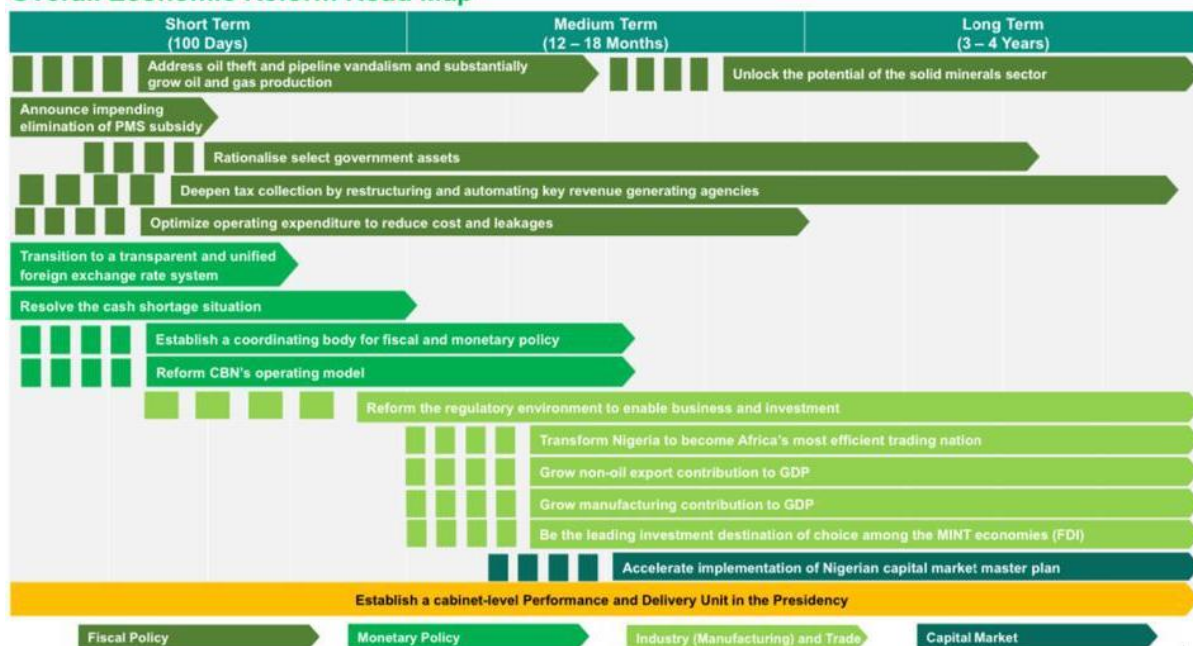 Overall Economic Reform Road Map
Short Term
(100 Days)
Medium Term
(12 – 18 Months)
Long Term
(3 – 4 Years)
Address oil theft and pipeline vandalism and substantially
grow oil and gas production
Unlock the potential of the solid minerals sector
Announce impending
elimination of PMS subsidy
Rationalise select government assets
Deepen tax collection by restructuring and automating key revenue generating agencies
Optimize operating expenditure to reduce cost and leakages
Transition to a transparent and unified
foreign exchange rate system
Resolve the cash shortage situation
Establish a coordinating body for fiscal and monetary policy
Reform CBN's operating model
Reform the regulatory environment to enable business and investment
Transform Nigeria to become Africa's most efficient trading nation
Grow non-oil export contribution to GDP
Grow manufacturing contribution to GDP
Be the leading investment destination of choice among the MINT economies (FDI)
Accelerate implementation of Nigerian capital market master plan
Establish a cabinet-level Performance and Delivery Unit in the Presidency
Fiscal Policy
Monetary Policy
Industry (Manufacturing) and Trade
Capital Market